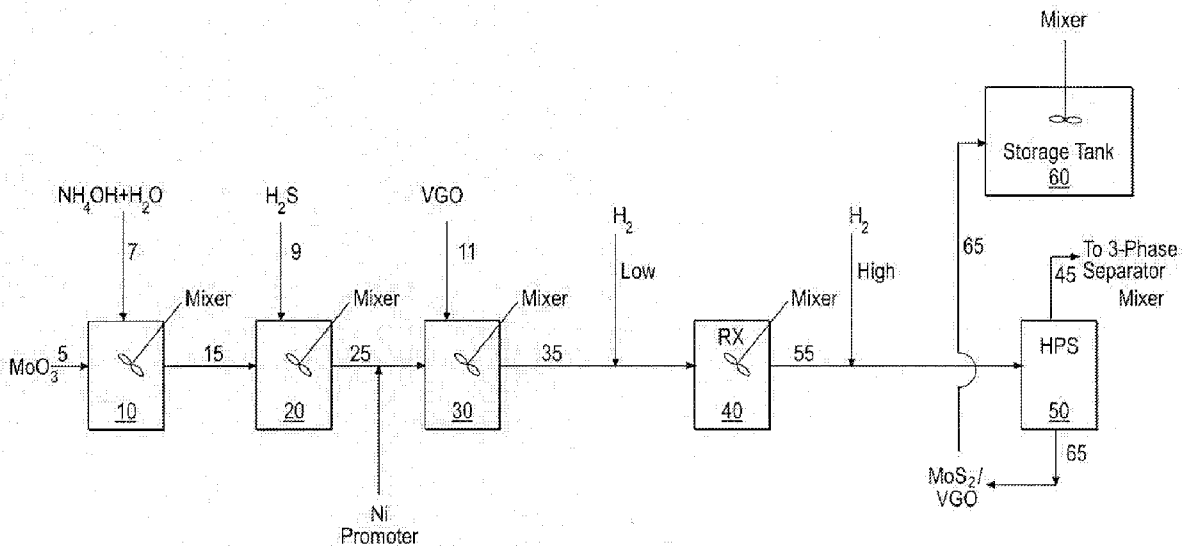 Mixer
Storage Tank
60
NH₄OH+H₂O
H₂S
VGO
H₂
H₂
7
9
11
Low
High
65
45
To 3-Phase
Separator
Mixer
Mixer
Mixer
Mixer
Mixer
MoO₃
5
15
25
35
RX
55
HPS
10
20
30
40
50
65
MoS₂/
VGO
Ni
Promoter